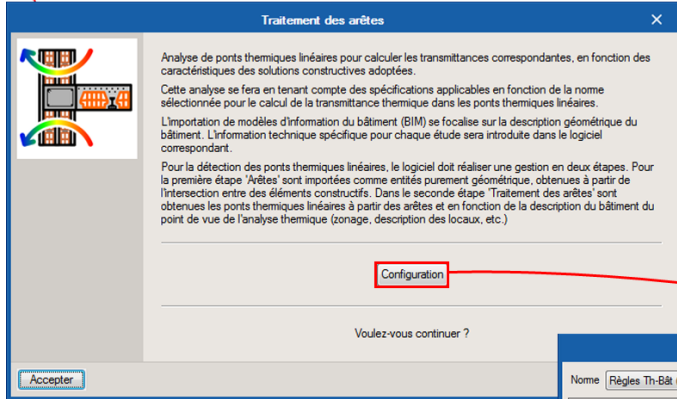 Traitement des arêtes
Analyse de ponts thermiques linéaires pour calculer les transmittances correspondantes, en fonction des
caractéristiques des solutions constructives adoptées.
Cette analyse se fera en tenant compte des spécifications applicables en fonction de la norme
sélectionnée pour le calcul de la transmittance thermique dans les ponts thermiques linéaires.
L'importation de modèles d'information du bâtiment (BIM) se focalise sur la description géométrique du
bâtiment. L'information technique spécifique pour chaque étude sera introduite dans le logiciel
correspondant.
Pour la détection des ponts thermiques linéaires, le logiciel doit réaliser une gestion en deux étapes. Pour
la première étape 'Arêtes' sont importées comme entités purement géométrique, obtenues à partir de
l'intersection entre des éléments constructifs. Dans le seconde étape 'Traitement des arêtes' sont
obtenues les ponts thermiques linéaires à partir des arêtes et en fonction de la description du bâtiment du
point de vue de l'analyse thermique (zonage, description des locaux, etc.)
Configuration
Voulez-vous continuer ?
Accepter
Norme Règles Th-Bât